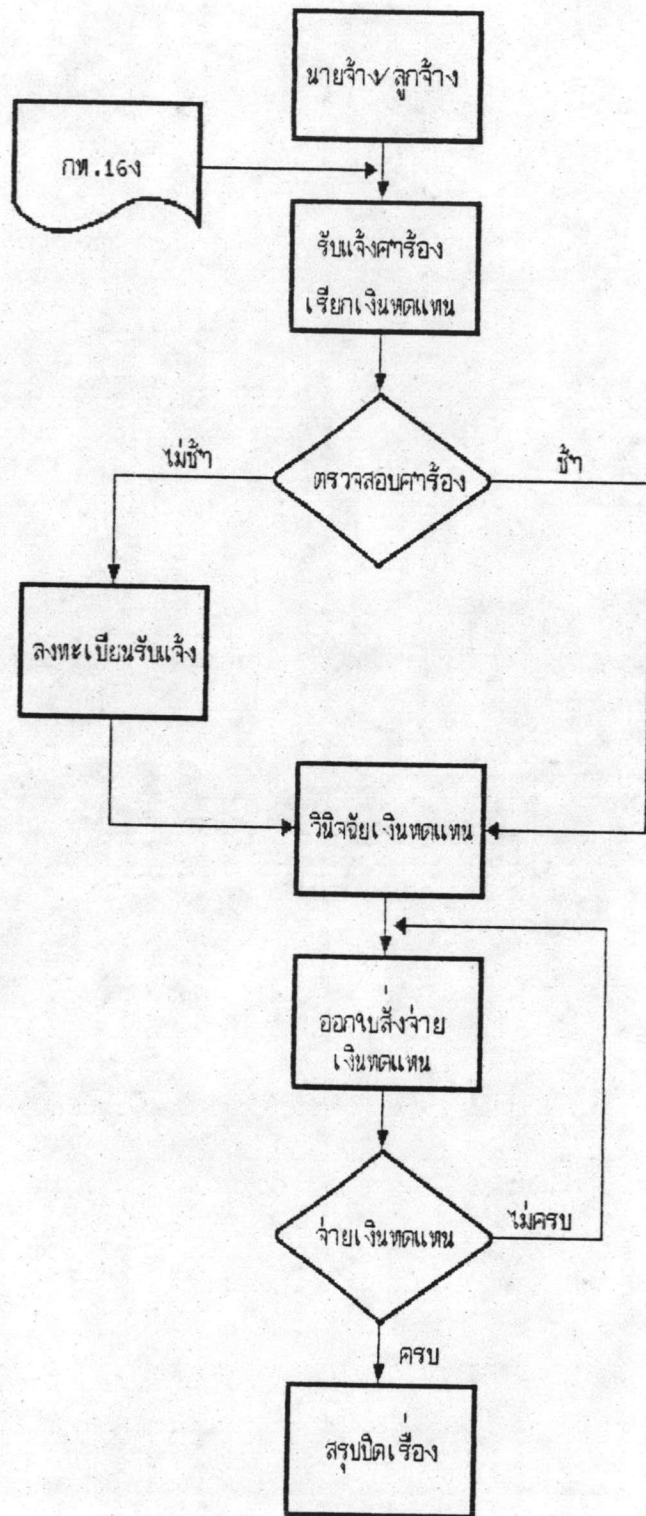 นายจ้าง/ลูกจ้าง
กท.16ง
รับแจ้งคำร้อง
เรียกเงินทดแทน
ไม่ซ้ำ
ซ้ำ
ตรวจสอบคำร้อง
ลงทะเบียนรับแจ้ง
วินิจฉัยเงินทดแทน
ออกใบสั่งจ่าย
เงินทดแทน
จ่ายเงินทดแทน
ไม่ครบ
ครบ
สรุปปิดเรื่อง